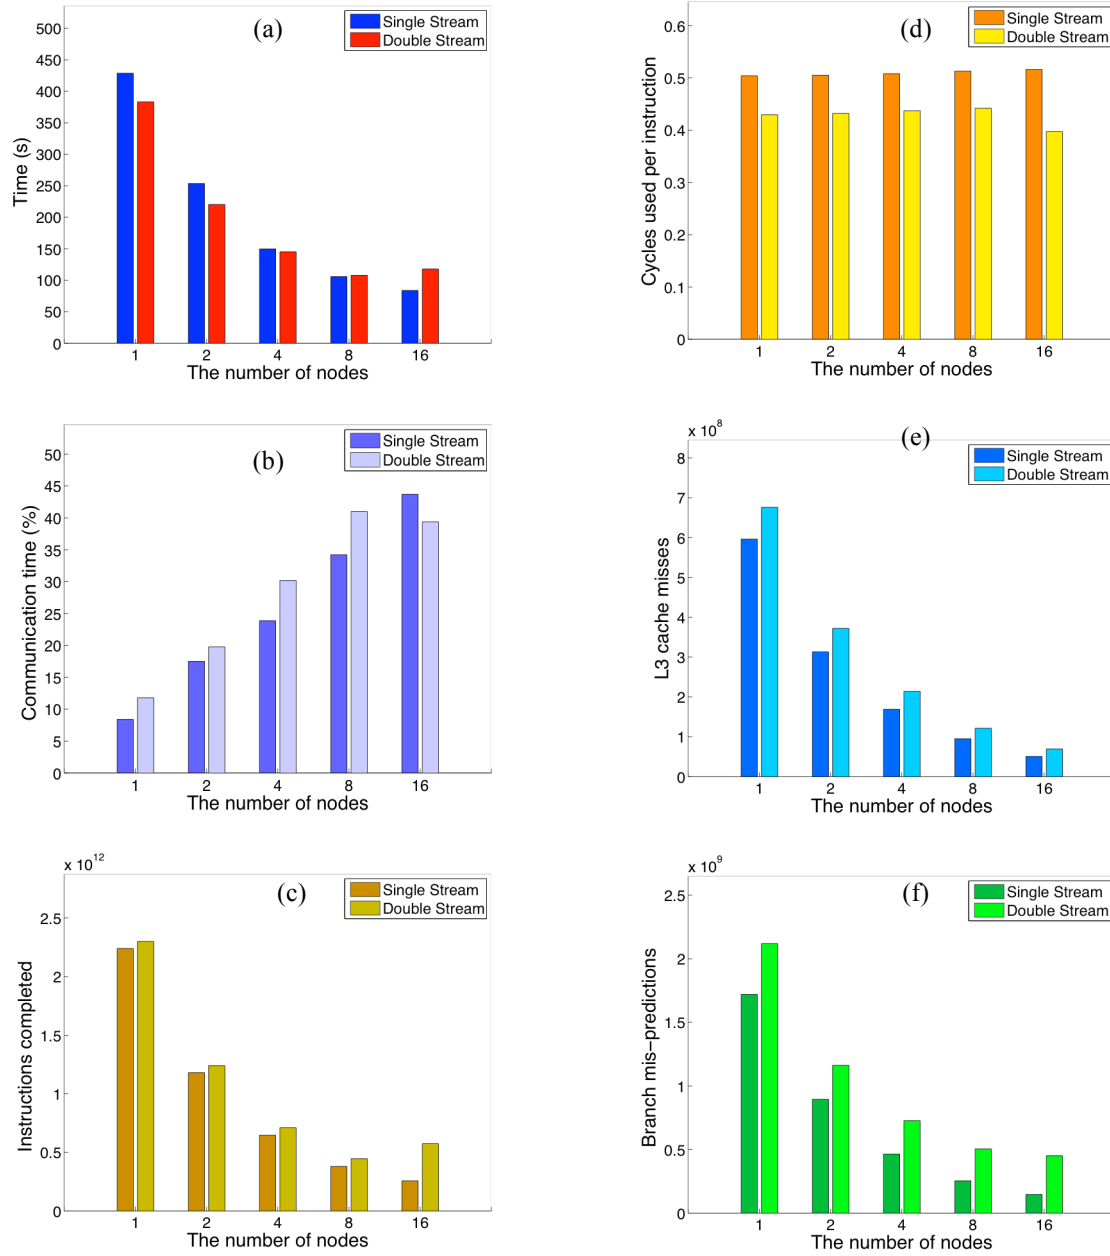 (a)
Single Stream
Double Stream
Time (s)
500
450
400
350
300
250
200
150
100
50
0
1 2 4 8 16
The number of nodes
(d)
Single Stream
Double Stream
Cycles used per instruction
0.6
0.5
0.4
0.3
0.2
0.1
0
1 2 4 8 16
The number of nodes
(b)
Single Stream
Double Stream
Communication time (%)
50
45
40
35
30
25
20
15
10
5
0
1 2 4 8 16
The number of nodes
x 10^8
(e)
Single Stream
Double Stream
L3 cache misses
8
7
6
5
4
3
2
1
0
1 2 4 8 16
The number of nodes
x 10^12
(c)
Single Stream
Double Stream
Instructions completed
2.5
2
1.5
1
0.5
0
1 2 4 8 16
The number of nodes
x 10^9
(f)
Single Stream
Double Stream
Branch mis-predictions
2.5
2
1.5
1
0.5
0
1 2 4 8 16
The number of nodes